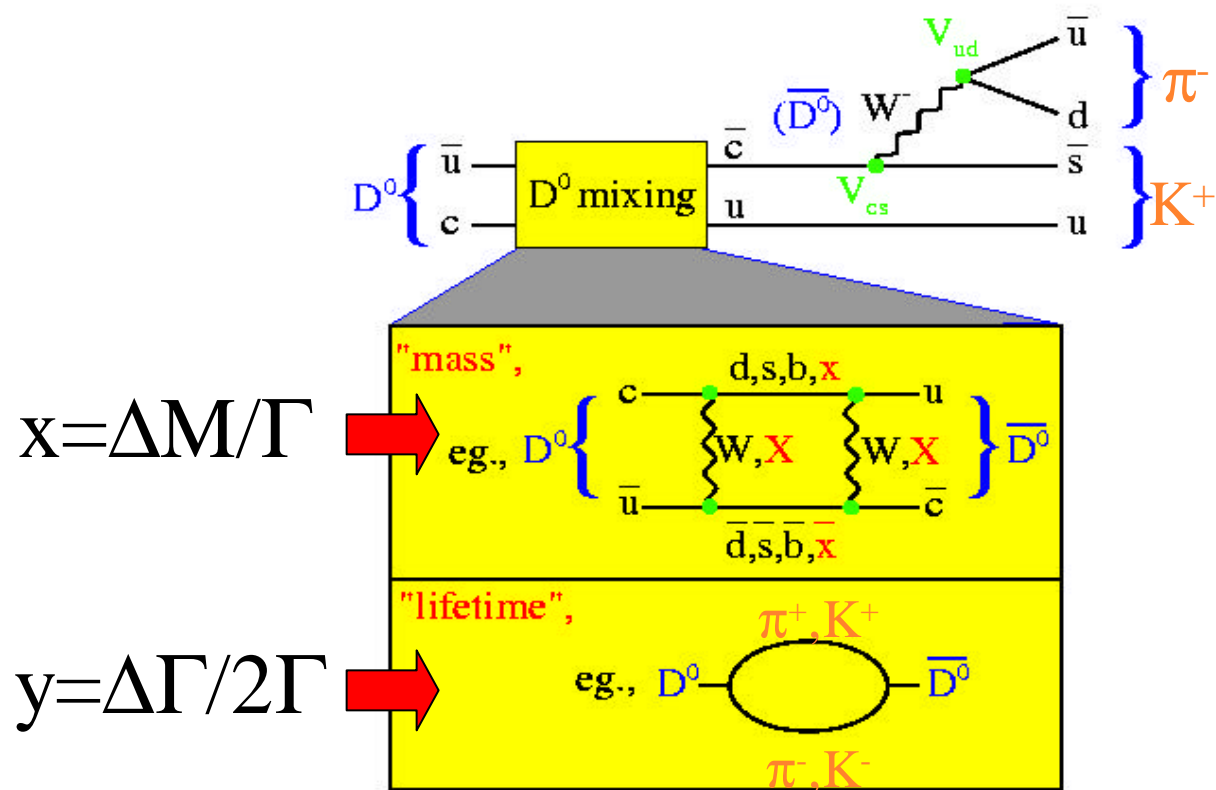 V_ud
u̅
π⁻
(D̅⁰)
W⁻
d
D⁰
u̅
c
D⁰ mixing
c̅
u
V_cs
s̅
u
K⁺
"mass",
d,s,b,x
x=ΔM/Γ
eg., D⁰
c
u̅
W,X
W,X
u
c̅
D̅⁰
d̅,s̅,b̅,x̅
"lifetime",
π⁺,K⁺
y=ΔΓ/2Γ
eg., D⁰
D̅⁰
π⁻,K⁻